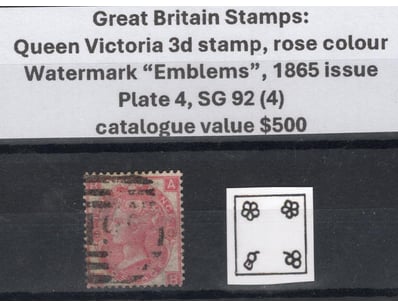 Great Britain Stamps:
Queen Victoria 3d stamp, rose colour
Watermark “Emblems”, 1865 issue
Plate 4, SG 92 (4)
catalogue value $500
A